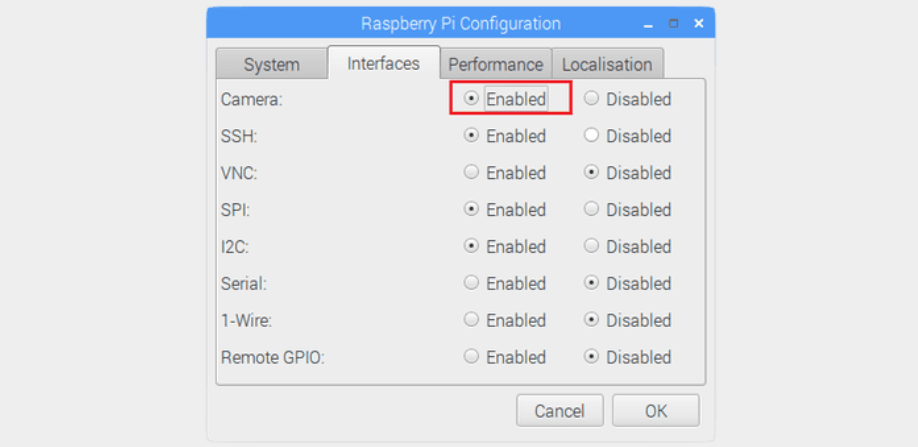 Raspberry Pi Configuration
System Interfaces Performance Localisation
Camera: Enabled Disabled
SSH: Enabled Disabled
VNC: Enabled Disabled
SPI: Enabled Disabled
I2C: Enabled Disabled
Serial: Enabled Disabled
1-Wire: Enabled Disabled
Remote GPIO: Enabled Disabled
Cancel OK